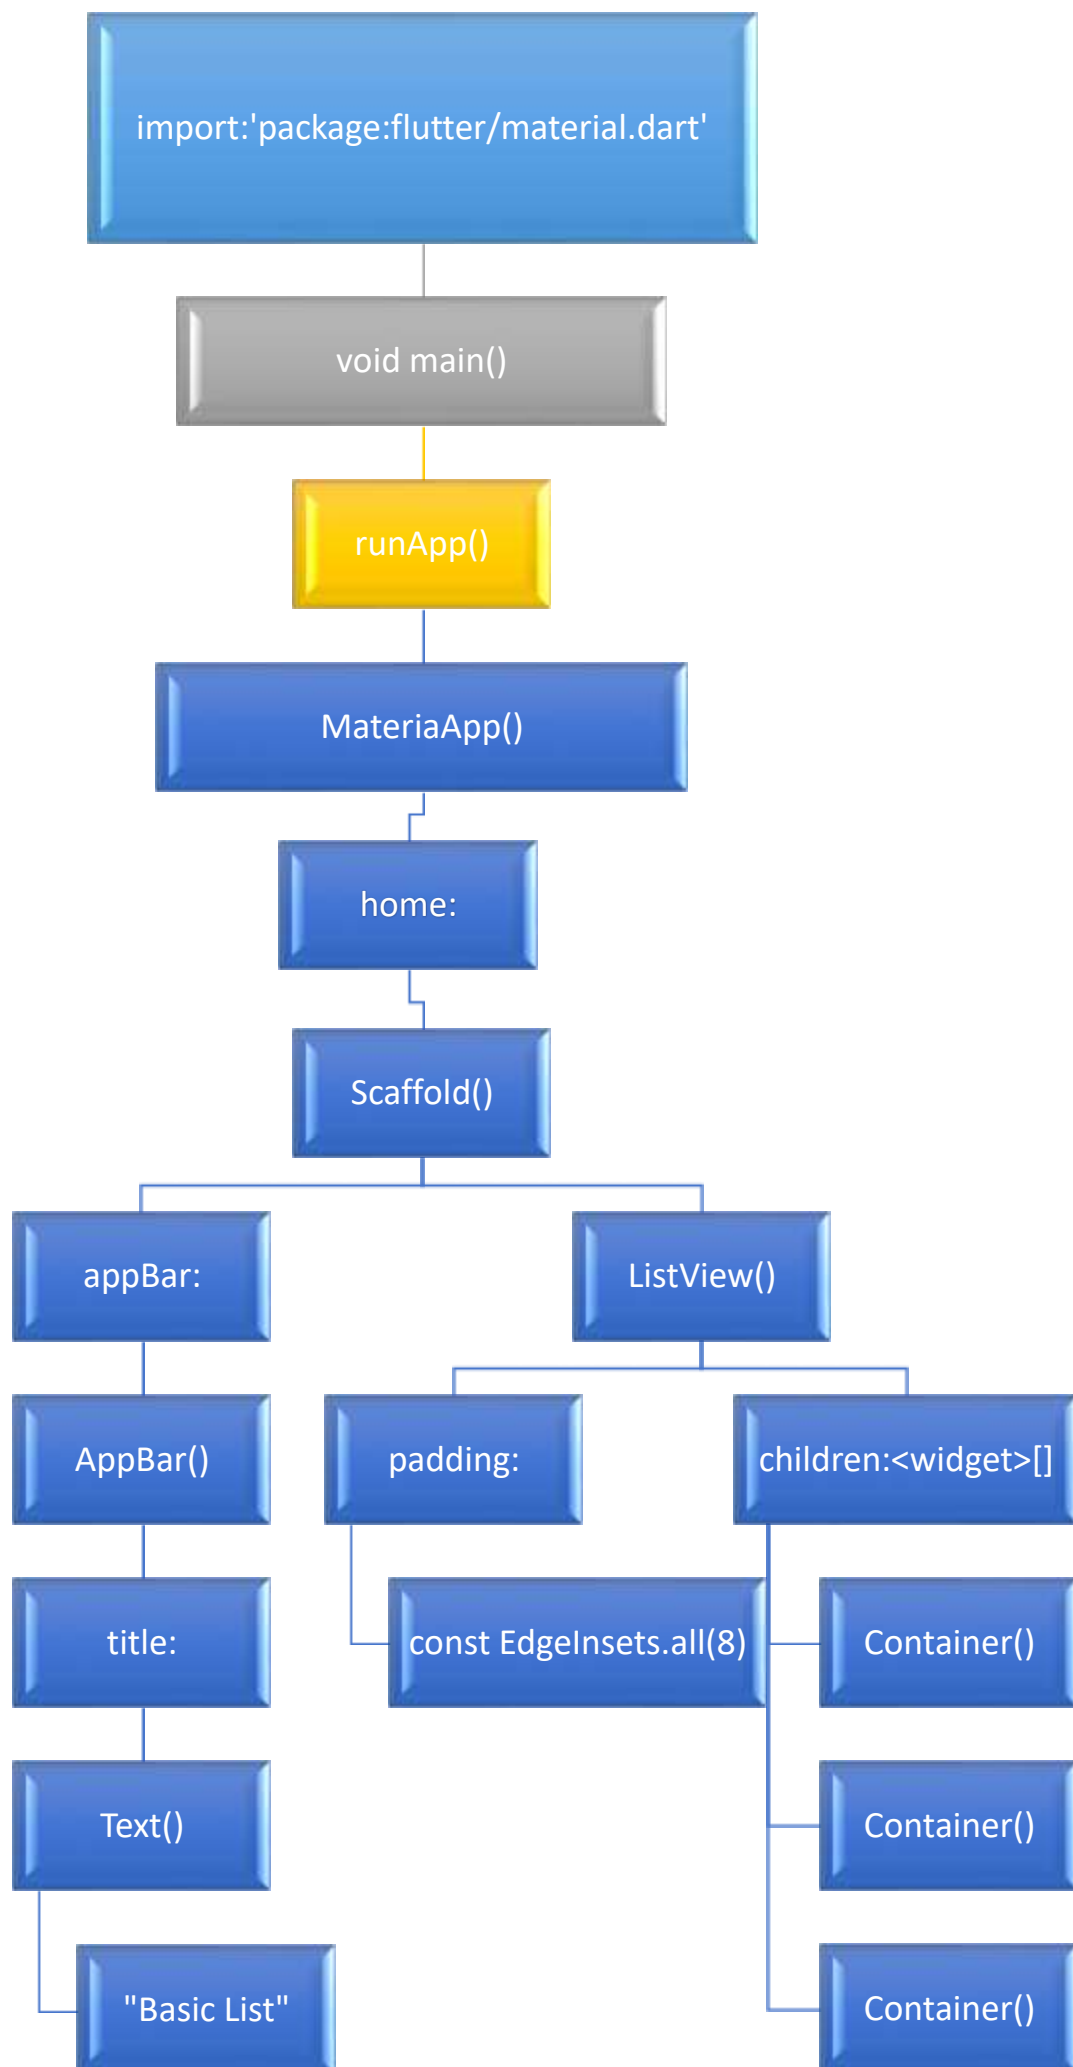 import:'package:flutter/material.dart'
void main()
runApp()
MateriaApp()
home:
Scaffold()
appBar:
ListView()
AppBar()
padding:
children:<widget>[]
title:
const EdgeInsets.all(8)
Container()
Text()
Container()
"Basic List"
Container()